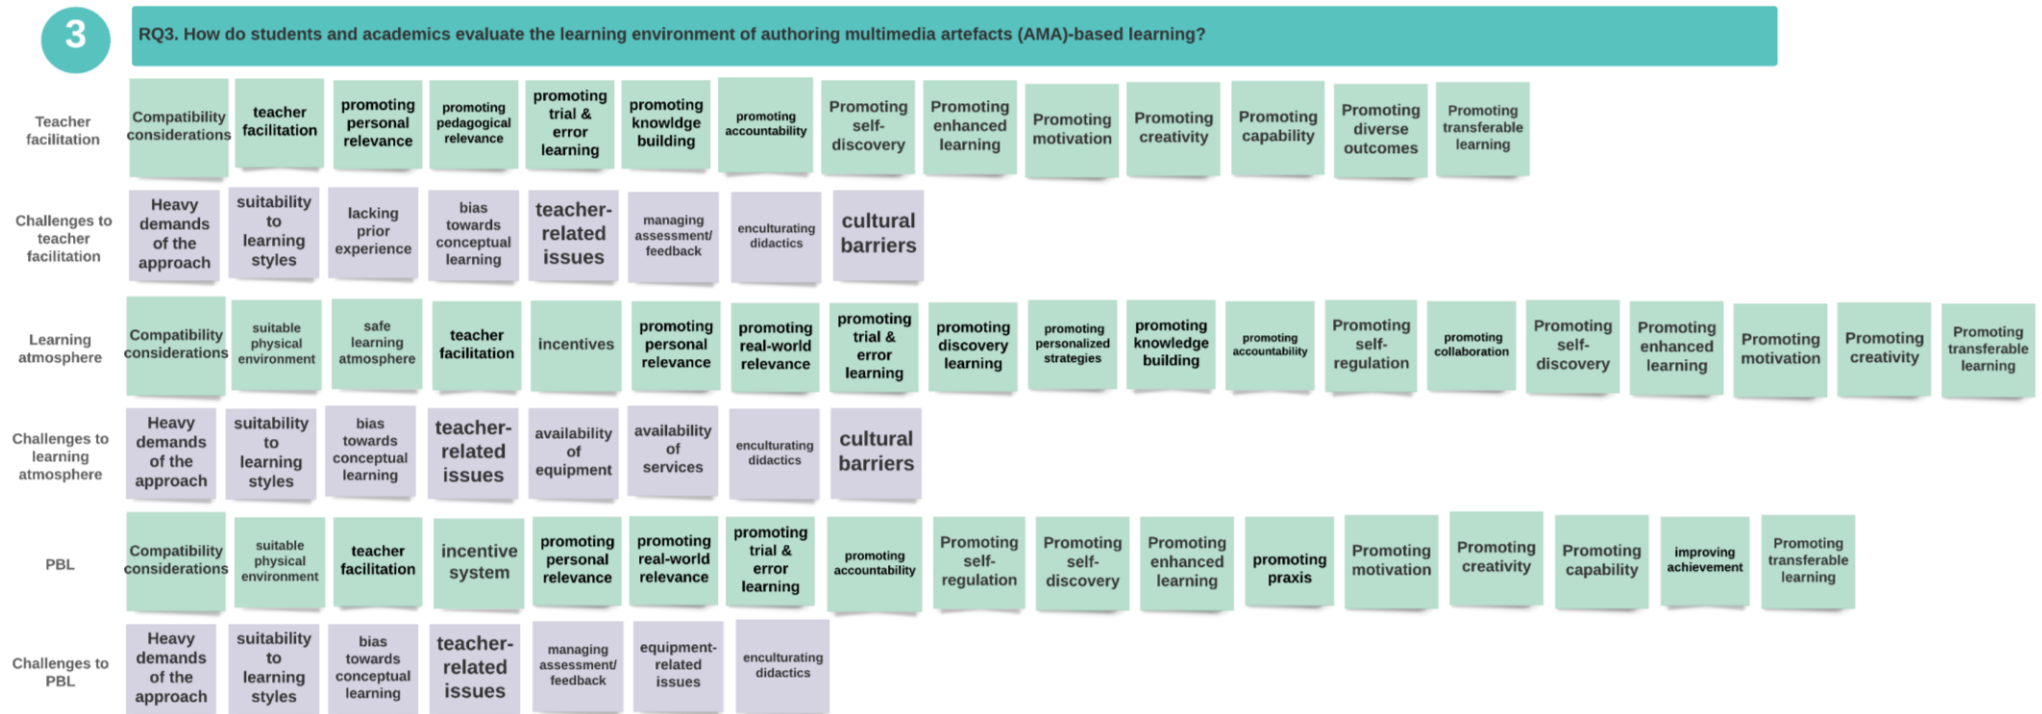 3
RQ3. How do students and academics evaluate the learning environment of authoring multimedia artefacts (AMA)-based learning?
Teacher
facilitation
Compatibility
considerations
teacher
facilitation
promoting
personal
relevance
promoting
pedagogical
relevance
promoting
trial &
error
learning
promoting
knowldge
building
promoting
accountability
Promoting
self-
discovery
Promoting
enhanced
learning
Promoting
motivation
Promoting
creativity
Promoting
capability
Promoting
diverse
outcomes
Promoting
transferable
learning
Challenges to
teacher
facilitation
Heavy
demands
of the
approach
suitability
to
learning
styles
lacking
prior
experience
bias
towards
conceptual
learning
teacher-
related
issues
managing
assessment/
feedback
enculturating
didactics
cultural
barriers
Learning
atmosphere
Compatibility
considerations
suitable
physical
environment
safe
learning
atmosphere
teacher
facilitation
incentives
promoting
personal
relevance
promoting
real-world
relevance
promoting
trial &
error
learning
promoting
discovery
learning
promoting
personalized
strategies
promoting
knowledge
building
promoting
accountability
Promoting
self-
regulation
promoting
collaboration
Promoting
self-
discovery
Promoting
enhanced
learning
Promoting
motivation
Promoting
creativity
Promoting
transferable
learning
Challenges to
learning
atmosphere
Heavy
demands
of the
approach
suitability
to
learning
styles
bias
towards
conceptual
learning
teacher-
related
issues
availability
of
equipment
availability
of
services
enculturating
didactics
cultural
barriers
PBL
Compatibility
considerations
suitable
physical
environment
teacher
facilitation
incentive
system
promoting
personal
relevance
promoting
real-world
relevance
promoting
trial &
error
learning
promoting
accountability
Promoting
self-
regulation
Promoting
self-
discovery
Promoting
enhanced
learning
promoting
praxis
Promoting
motivation
Promoting
creativity
Promoting
capability
improving
achievement
Promoting
transferable
learning
Challenges to
PBL
Heavy
demands
of the
approach
suitability
to
learning
styles
bias
towards
conceptual
learning
teacher-
related
issues
managing
assessment/
feedback
equipment-
related
issues
enculturating
didactics